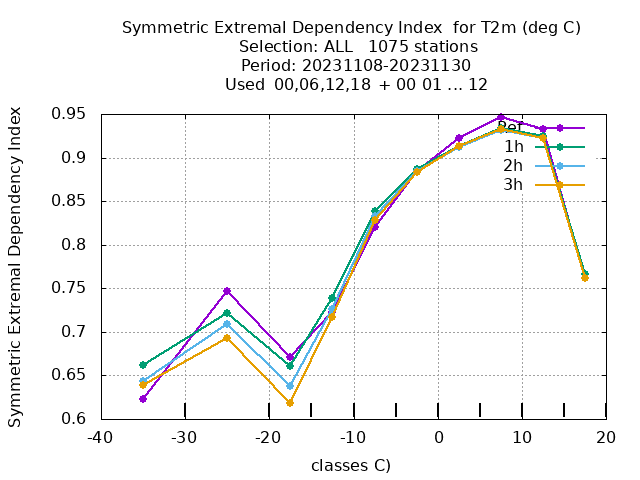 Symmetric Extremal Dependency Index  for T2m (deg C)
Selection: ALL   1075 stations
Period: 20231108-20231130
Used  00,06,12,18  + 00 01 ... 12
Symmetric Extremal Dependency Index
0.95
0.9
0.85
0.8
0.75
0.7
0.65
0.6
Ref
1h
2h
3h
-40
-30
-20
-10
0
10
20
classes C)